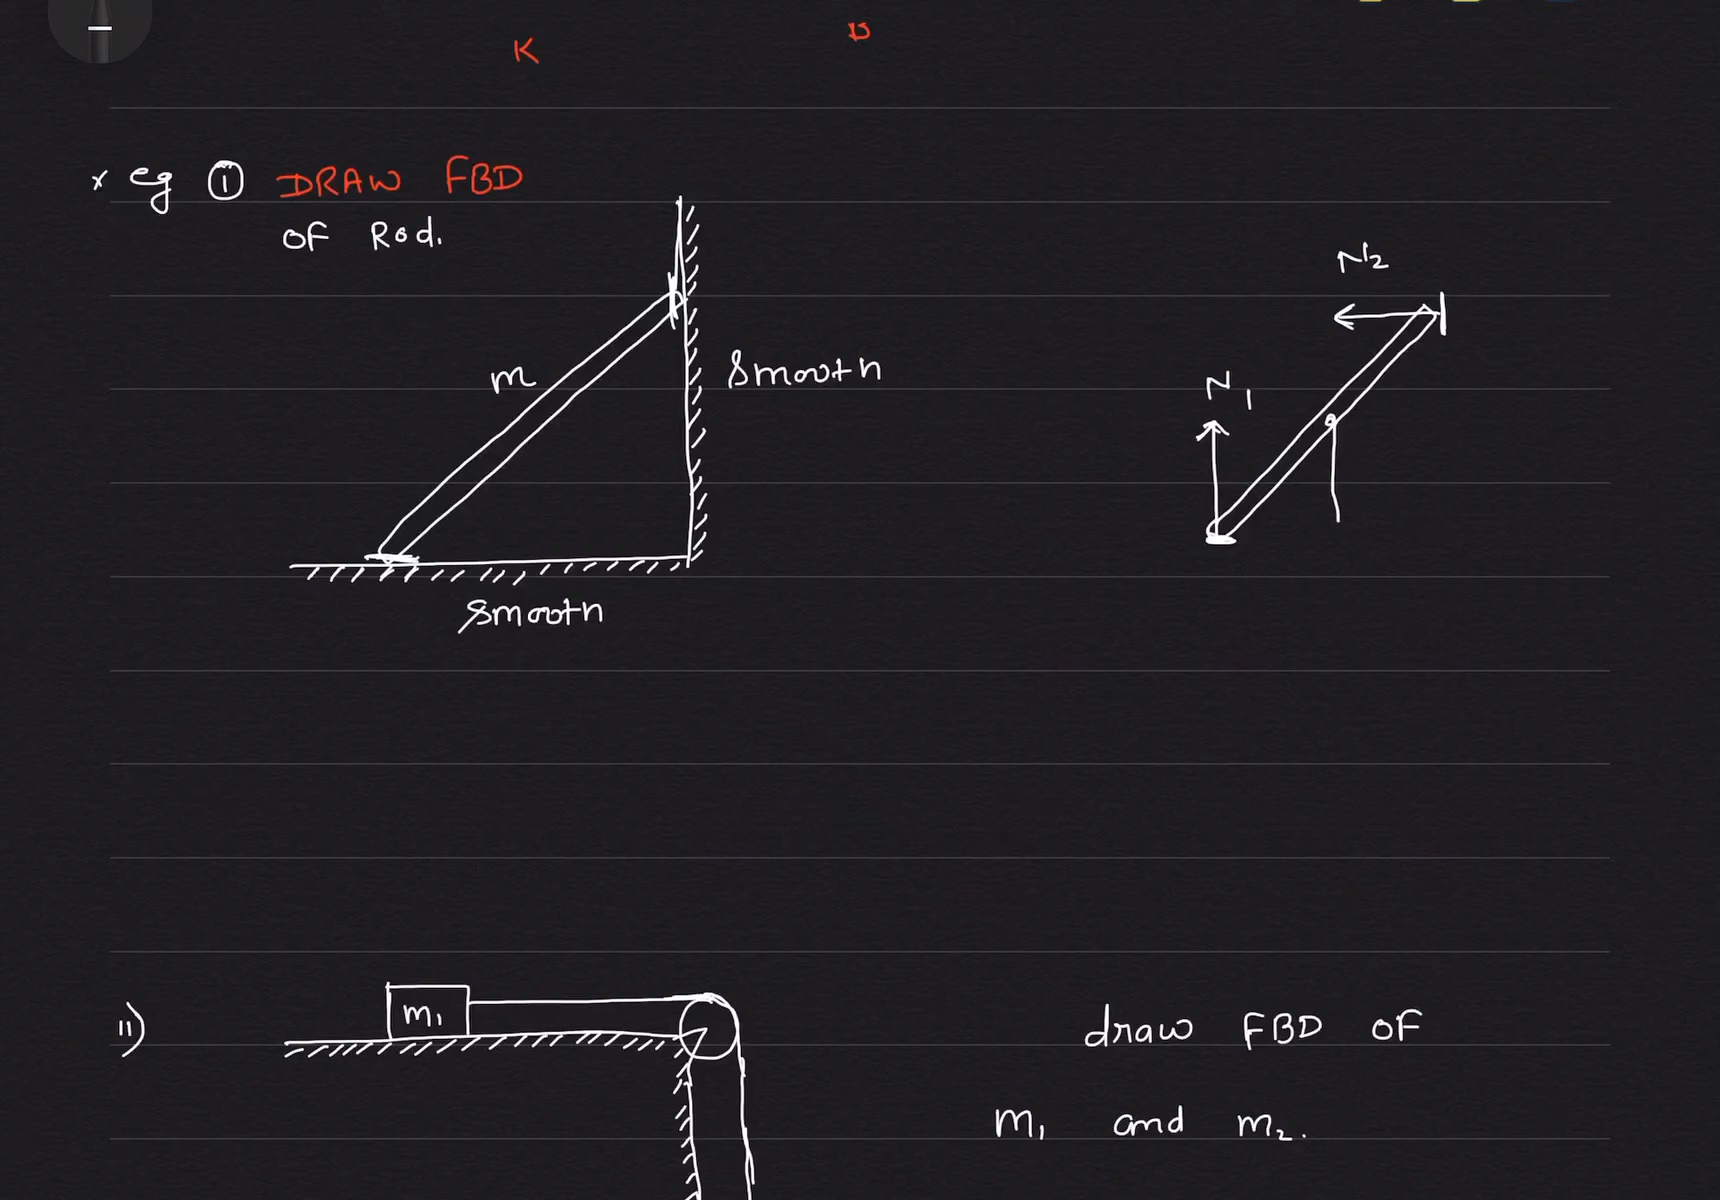 K
× eg ① DRAW FBD
OF Rod.
N2
m
Smooth
N1
Smooth
ii)
m1
draw FBD OF
m1 and m2.